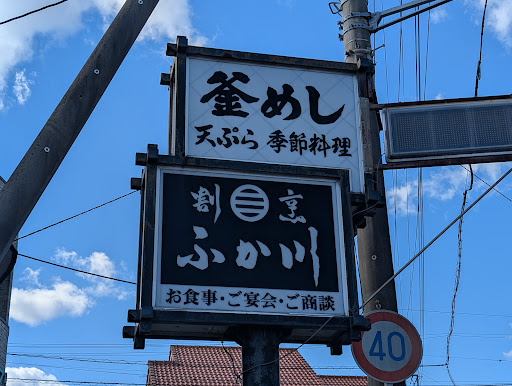 釜めし
天ぷら 季節料理
割烹
ふか川
お食事・ご宴会・ご商談
40